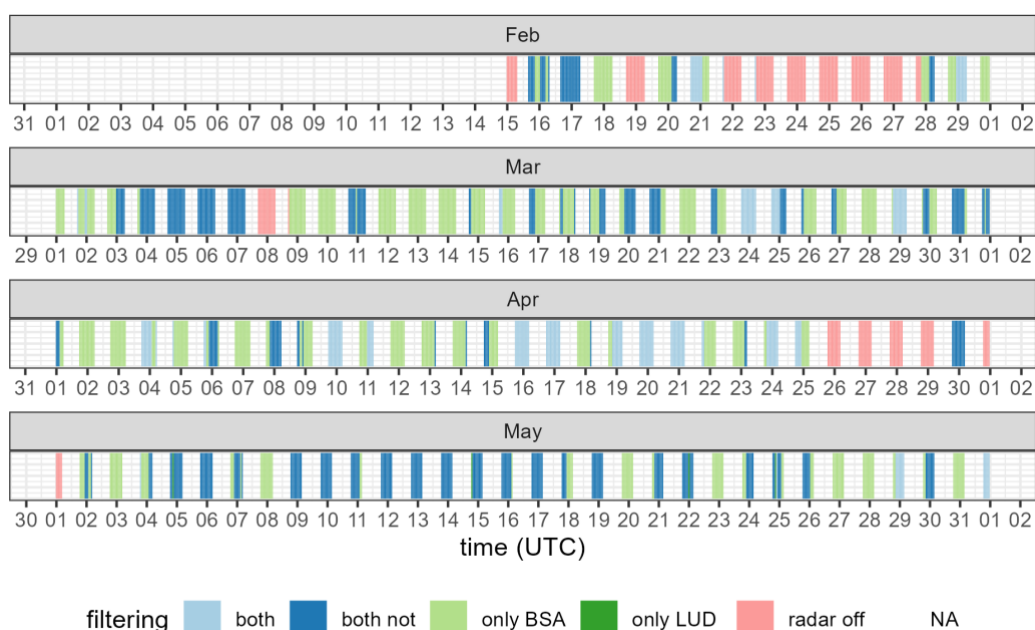 Feb
31 01 02 03 04 05 06 07 08 09 10 11 12 13 14 15 16 17 18 19 20 21 22 23 24 25 26 27 28 29 01 02
Mar
29 01 02 03 04 05 06 07 08 09 10 11 12 13 14 15 16 17 18 19 20 21 22 23 24 25 26 27 28 29 30 31 01 02
Apr
31 01 02 03 04 05 06 07 08 09 10 11 12 13 14 15 16 17 18 19 20 21 22 23 24 25 26 27 28 29 30 01 02
May
30 01 02 03 04 05 06 07 08 09 10 11 12 13 14 15 16 17 18 19 20 21 22 23 24 25 26 27 28 29 30 31 01 02
time (UTC)
filtering both both not only BSA only LUD radar off NA